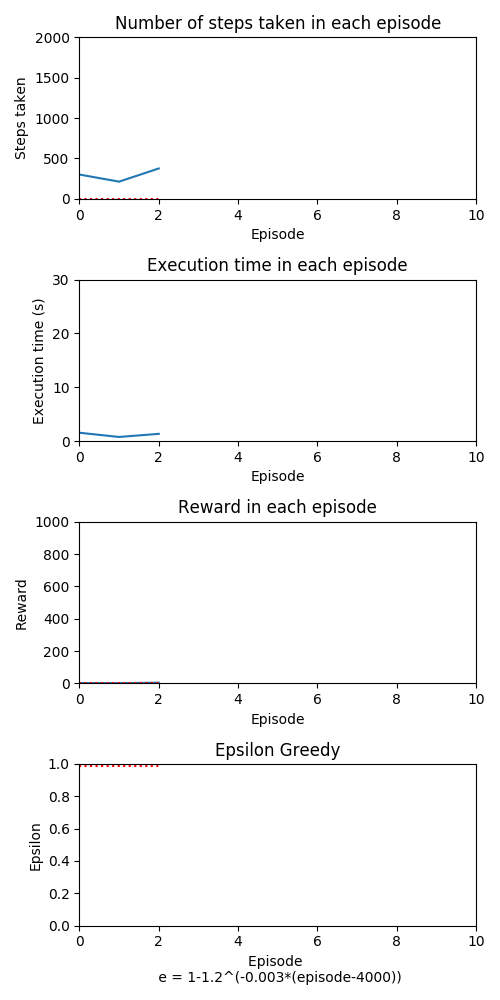 Number of steps taken in each episode
2000
1500
1000
500
0
Steps taken
0 2 4 6 8 10
Episode
Execution time in each episode
30
20
10
0
Execution time (s)
0 2 4 6 8 10
Episode
Reward in each episode
1000
800
600
400
200
0
Reward
0 2 4 6 8 10
Episode
Epsilon Greedy
1.0
0.8
0.6
0.4
0.2
0.0
Epsilon
0 2 4 6 8 10
Episode
e = 1-1.2^(-0.003*(episode-4000))